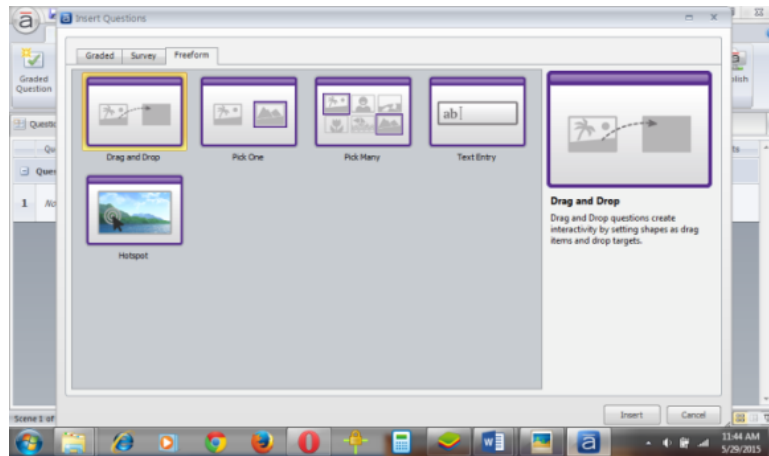 Insert Questions
Graded
Question
Graded Survey Freeform
Drag and Drop
Pick One
Pick Many
Text Entry
ab
Hotspot
Drag and Drop
Drag and Drop questions create
interactivity by setting shapes as drag
items and drop targets.
1
Insert
Cancel
Scene 1 of
11:44 AM
5/29/2015